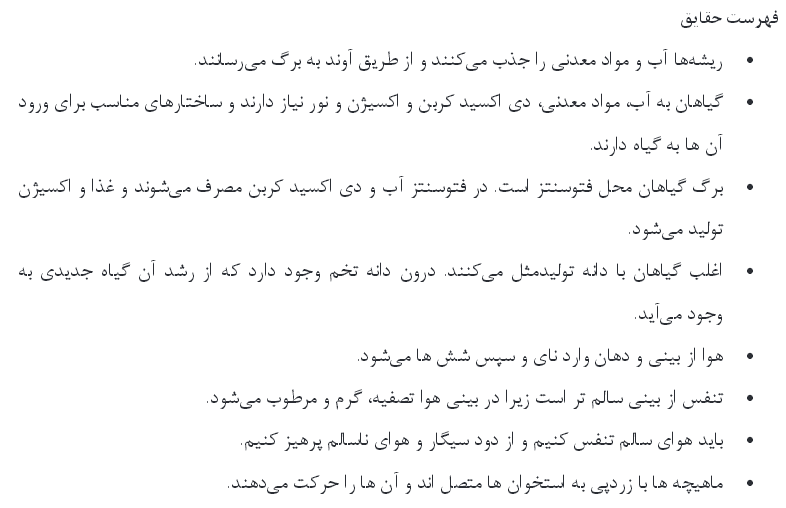 فهرست حقایق
• ریشه‌ها آب و مواد معدنی را جذب می‌کنند و از طریق آوند به برگ می‌رسانند.
• گیاهان به آب، مواد معدنی، دی اکسید کربن و اکسیژن و نور نیاز دارند و ساختارهای مناسب برای ورود
آن ها به گیاه دارند.
• برگ گیاهان محل فتوسنتز است. در فتوسنتز آب و دی اکسید کربن مصرف می‌شوند و غذا و اکسیژن
تولید می‌شود.
• اغلب گیاهان با دانه تولیدمثل می‌کنند. درون دانه تخم وجود دارد که از رشد آن گیاه جدیدی به
وجود می‌آید.
• هوا از بینی و دهان وارد نای و سپس شش ها می‌شود.
• تنفس از بینی سالم تر است زیرا در بینی هوا تصفیه، گرم و مرطوب می‌شود.
• باید هوای سالم تنفس کنیم و از دود سیگار و هوای ناسالم پرهیز کنیم.
• ماهیچه ها با زردپی به استخوان ها متصل اند و آن ها را حرکت می‌دهند.